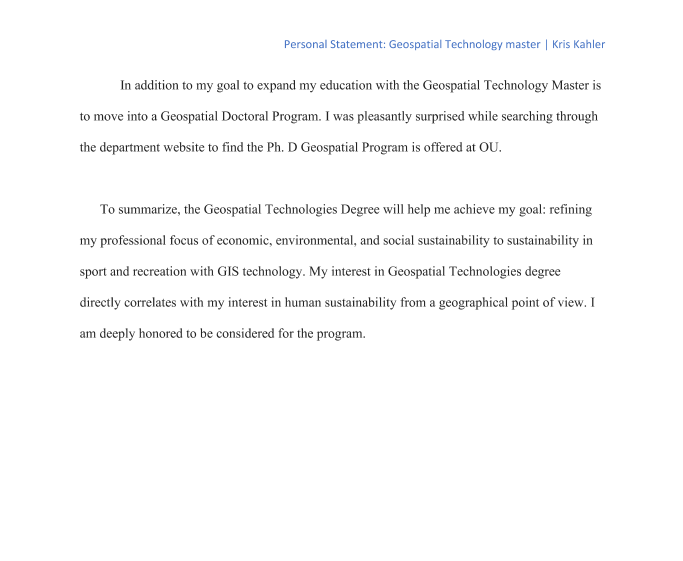 Personal Statement: Geospatial Technology master | Kris Kahler
In addition to my goal to expand my education with the Geospatial Technology Master is
to move into a Geospatial Doctoral Program. I was pleasantly surprised while searching through
the department website to find the Ph. D Geospatial Program is offered at OU.
To summarize, the Geospatial Technologies Degree will help me achieve my goal: refining
my professional focus of economic, environmental, and social sustainability to sustainability in
sport and recreation with GIS technology. My interest in Geospatial Technologies degree
directly correlates with my interest in human sustainability from a geographical point of view. I
am deeply honored to be considered for the program.